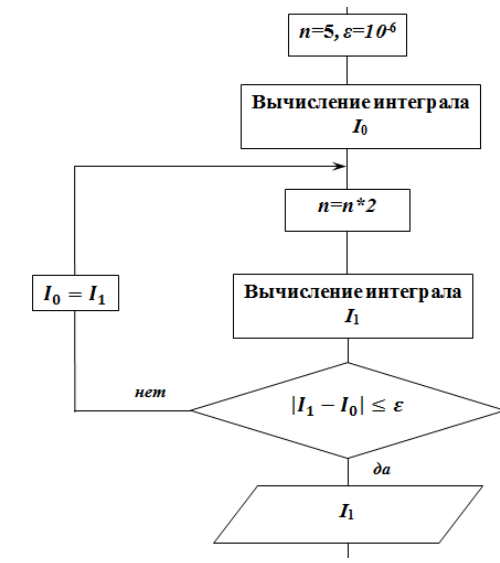 n=5, ε=10⁻⁶
Вычисление интеграла
I₀
n=n*2
I₀ = I₁
Вычисление интеграла
I₁
нет
|I₁ − I₀| ≤ ε
да
I₁